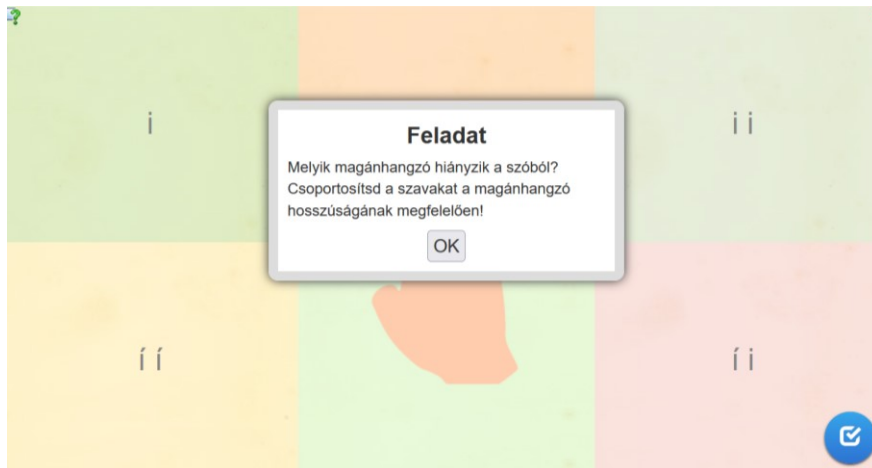 i
i i
Feladat
Melyik magánhangzó hiányzik a szóból?
Csoportosítsd a szavakat a magánhangzó
hosszúságának megfelelően!
OK
í í
í i